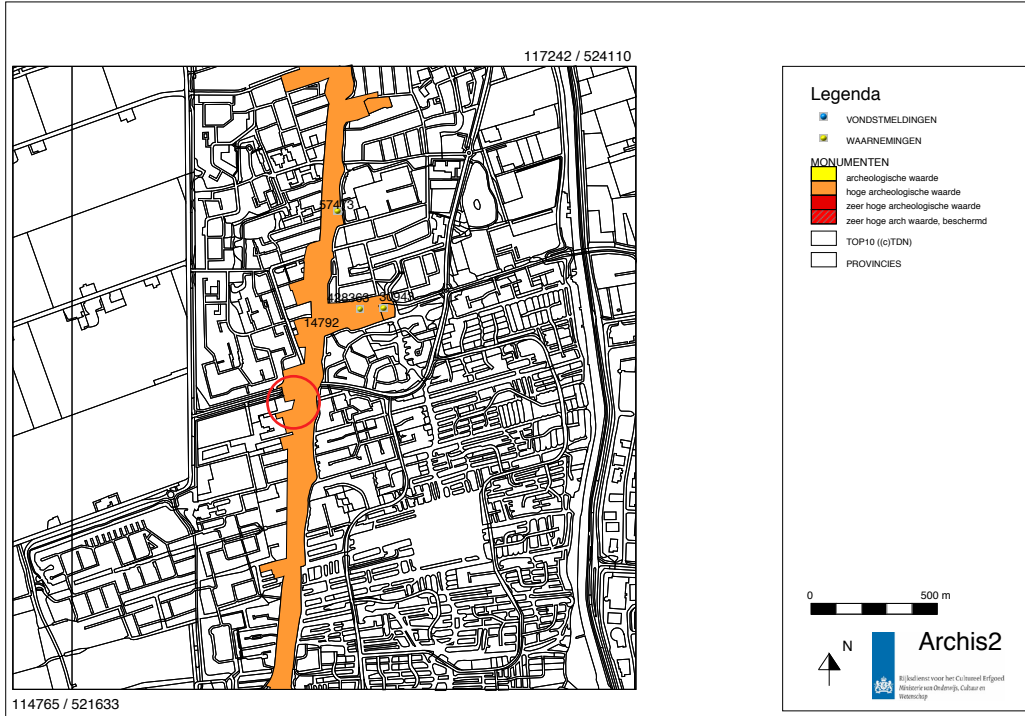 117242 / 524110
57473
428363
14792
114765 / 521633
Legenda
VONDSTMELDINGEN
WAARNEMINGEN
MONUMENTEN
archeologische waarde
hoge archeologische waarde
zeer hoge archeologische waarde
zeer hoge arch waarde, beschermd
TOP10 ((c)TDN)
PROVINCIES
0 500 m
N
Archis2
Rijksdienst voor het Cultureel Erfgoed
Ministerie van Onderwijs, Cultuur en
Wetenschap